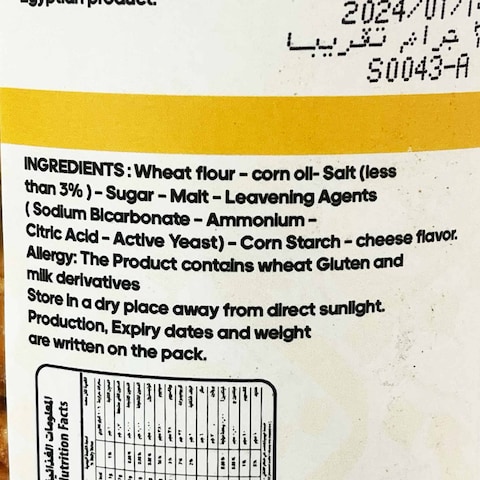 Egyptian product.
2024/01/1
جرام تقريبا
S0043-A
INGREDIENTS : Wheat flour - corn oil- Salt (less
than 3% ) - Sugar - Malt - Leavening Agents
( Sodium Bicarbonate - Ammonium -
Citric Acid - Active Yeast) - Corn Starch - cheese flavor.
Allergy: The Product contains wheat Gluten and
milk derivatives
Store in a dry place away from direct sunlight.
Production, Expiry dates and weight
are written on the pack.
المعلومات الغذائية
Nutrition Facts